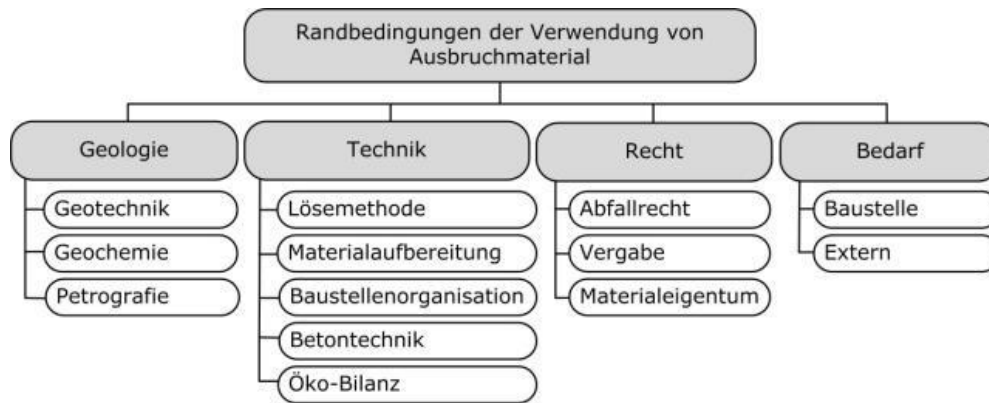 Randbedingungen der Verwendung von
Ausbruchmaterial
Geologie
Geotechnik
Geochemie
Petrografie
Technik
Lösemethode
Materialaufbereitung
Baustellenorganisation
Betontechnik
Öko-Bilanz
Recht
Abfallrecht
Vergabe
Materialeigentum
Bedarf
Baustelle
Extern